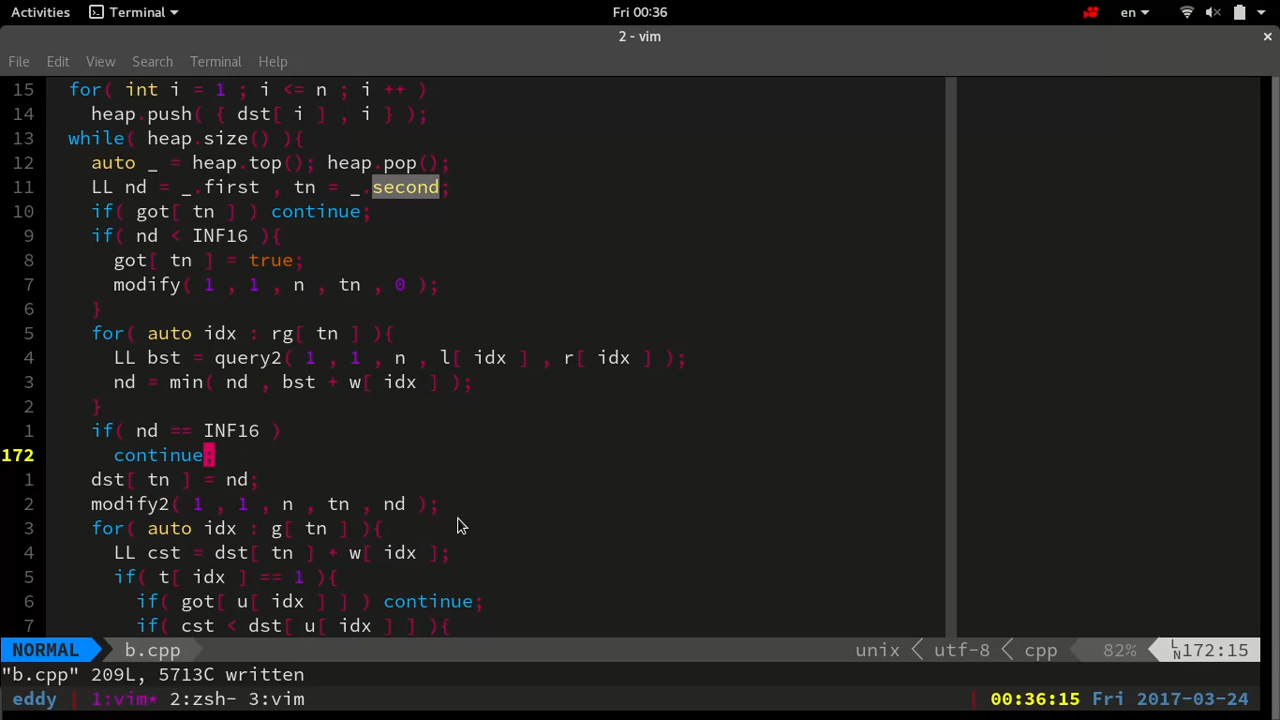 Activities Terminal Fri 00:36 en
2 - vim ×
File Edit View Search Terminal Help
15 for( int i = 1 ; i <= n ; i ++ )
14 heap.push( { dst[ i ] , i } );
13 while( heap.size() ){
12 auto _ = heap.top(); heap.pop();
11 LL nd = _.first , tn = _.second;
10 if( got[ tn ] ) continue;
9 if( nd < INF16 ){
8 got[ tn ] = true;
7 modify( 1 , 1 , n , tn , 0 );
6 }
5 for( auto idx : rg[ tn ] ){
4 LL bst = query2( 1 , 1 , n , l[ idx ] , r[ idx ] );
3 nd = min( nd , bst + w[ idx ] );
2 }
1 if( nd == INF16 )
172 continue;
1 dst[ tn ] = nd;
2 modify2( 1 , 1 , n , tn , nd );
3 for( auto idx : g[ tn ] ){
4 LL cst = dst[ tn ] + w[ idx ];
5 if( t[ idx ] == 1 ){
6 if( got[ u[ idx ] ] ) continue;
7 if( cst < dst[ u[ idx ] ] ){
NORMAL b.cpp unix utf-8 cpp 82% LN 172:15
"b.cpp" 209L, 5713C written
eddy 1:vim* 2:zsh- 3:vim 00:36:15 Fri 2017-03-24